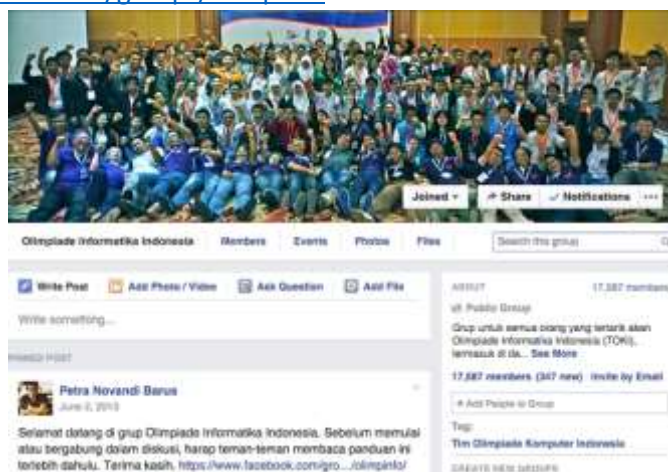 Joined
Share
Notifications
Olimpiade Informatika Indonesia
Members
Events
Photos
Files
Search this group
Write Post
Add Photo / Video
Ask Question
Add File
Write something...
PINNED POST
Petra Novandi Barus
Selamat datang di grup Olimpiade Informatika Indonesia. Sebelum memulai
atau bergabung dalam diskusi, harap teman-teman membaca panduan ini
terlebih dahulu. Terima kasih. https://www.facebook.com/gro.../olimpinfo/
ABOUT
members
Public Group
Grup untuk semua orang yang tertarik akan
Olimpiade Informatika Indonesia (TOKI),
termasuk di da... See More
17,587 members (347 new)
Invite by Email
+ Add People to Group
Tag:
Tim Olimpiade Komputer Indonesia
CREATE NEW GROUPS